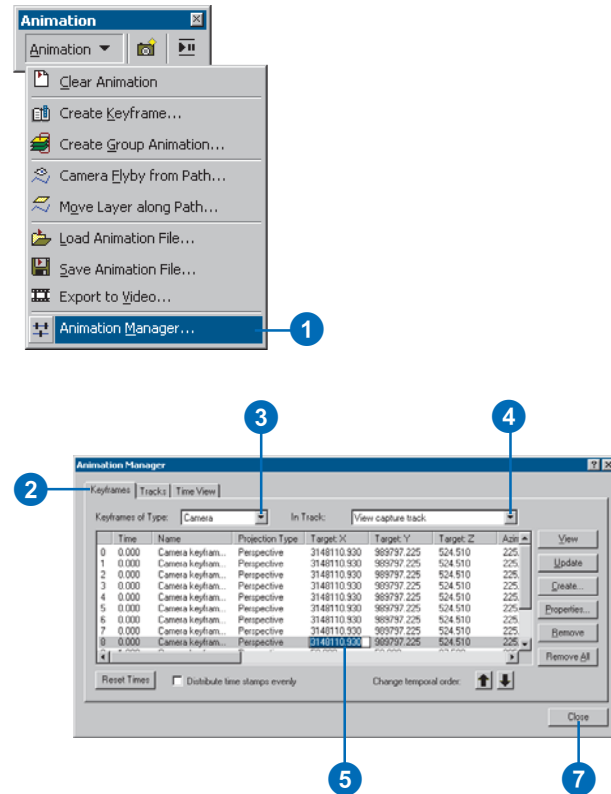 Animation
Animation
Clear Animation
Create Keyframe...
Create Group Animation...
Camera Flyby from Path...
Move Layer along Path...
Load Animation File...
Save Animation File...
Export to Video...
Animation Manager...
1
3
4
Animation Manager
2
Keyframes Tracks Time View
Keyframes of Type: Camera In Track: View capture track
Time Name Projection Type Target X Target Y Target Z View
0 0.000 Camera keyfram... Perspective 3148110.930 989797.225 524.510 225.
1 0.000 Camera keyfram... Perspective 3148110.930 989797.225 524.510 225. Update
2 0.000 Camera keyfram... Perspective 3148110.930 989797.225 524.510 225.
3 0.000 Camera keyfram... Perspective 3148110.930 989797.225 524.510 225. Create...
4 0.000 Camera keyfram... Perspective 3148110.930 989797.225 524.510 225.
5 0.000 Camera keyfram... Perspective 3148110.930 989797.225 524.510 225. Properties...
6 0.000 Camera keyfram... Perspective 3148110.930 989797.225 524.510 225.
7 0.000 Camera keyfram... Perspective 3148110.930 989797.225 524.510 225. Remove
8 0.000 Camera keyfram... Perspective 3148110.930 989797.225 524.510 225.
Remove All
Reset Times Distribute time stamps evenly Change temporal order:
Close
5
7